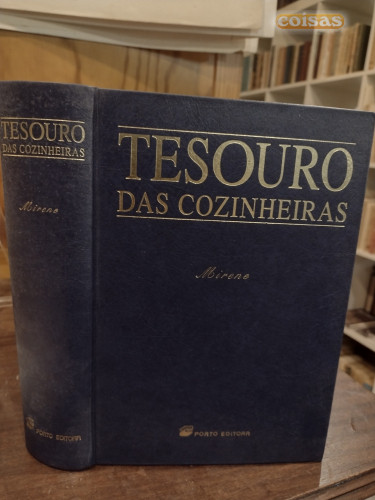 coisas
TESOURO
DAS COZINHEIRAS
Mirene
PORTO EDITORA
TESOURO
DAS COZINHEIRAS
Mirene
PORTO EDITORA